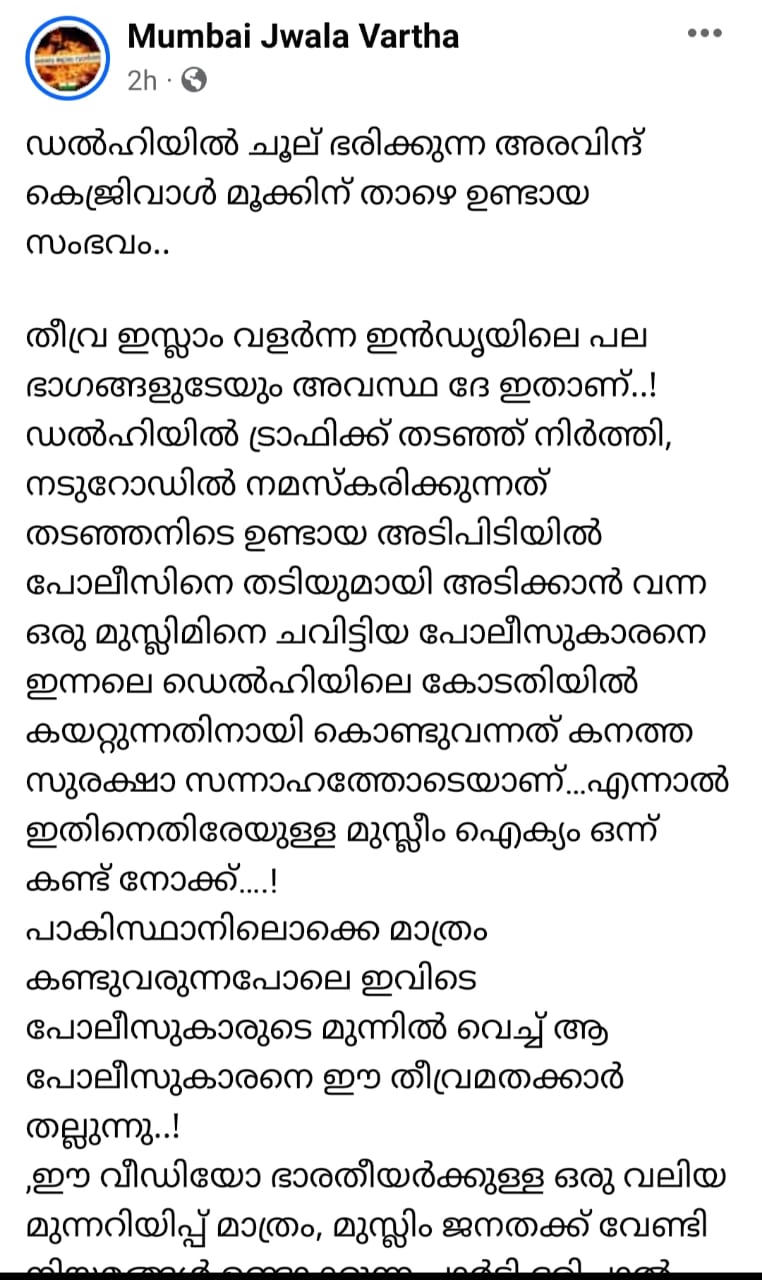 Mumbai Jwala Vartha
2h
ഡൽഹിയിൽ ചൂല് ഭരിക്കുന്ന അരവിന്ദ്
കെജ്രിവാൾ മൂക്കിന് താഴെ ഉണ്ടായ
സംഭവം..
തീവ്ര ഇസ്ലാം വളർന്ന ഇൻഡ്യയിലെ പല
ഭാഗങ്ങളുടേയും അവസ്ഥ ദേ ഇതാണ്..!
ഡൽഹിയിൽ ട്രാഫിക്ക് തടഞ്ഞ് നിർത്തി,
നടുറോഡിൽ നമസ്കരിക്കുന്നത്
തടഞ്ഞനിടെ ഉണ്ടായ അടിപിടിയിൽ
പോലീസിനെ തടിയുമായി അടിക്കാൻ വന്ന
ഒരു മുസ്ലിമിനെ ചവിട്ടിയ പോലീസുകാരനെ
ഇന്നലെ ഡെൽഹിയിലെ കോടതിയിൽ
കയറ്റുന്നതിനായി കൊണ്ടുവന്നത് കനത്ത
സുരക്ഷാ സന്നാഹത്തോടെയാണ്...എന്നാൽ
ഇതിനെതിരേയുള്ള മുസ്ലീം ഐക്യം ഒന്ന്
കണ്ട് നോക്ക്....!
പാകിസ്ഥാനിലൊക്കെ മാത്രം
കണ്ടുവരുന്നപോലെ ഇവിടെ
പോലീസുകാരുടെ മുന്നിൽ വെച്ച് ആ
പോലീസുകാരനെ ഈ തീവ്രമതക്കാർ
തല്ലുന്നു..!
,ഈ വീഡിയോ ഭാരതീയർക്കുള്ള ഒരു വലിയ
മുന്നറിയിപ്പ് മാത്രം, മുസ്ലിം ജനതക്ക് വേണ്ടി